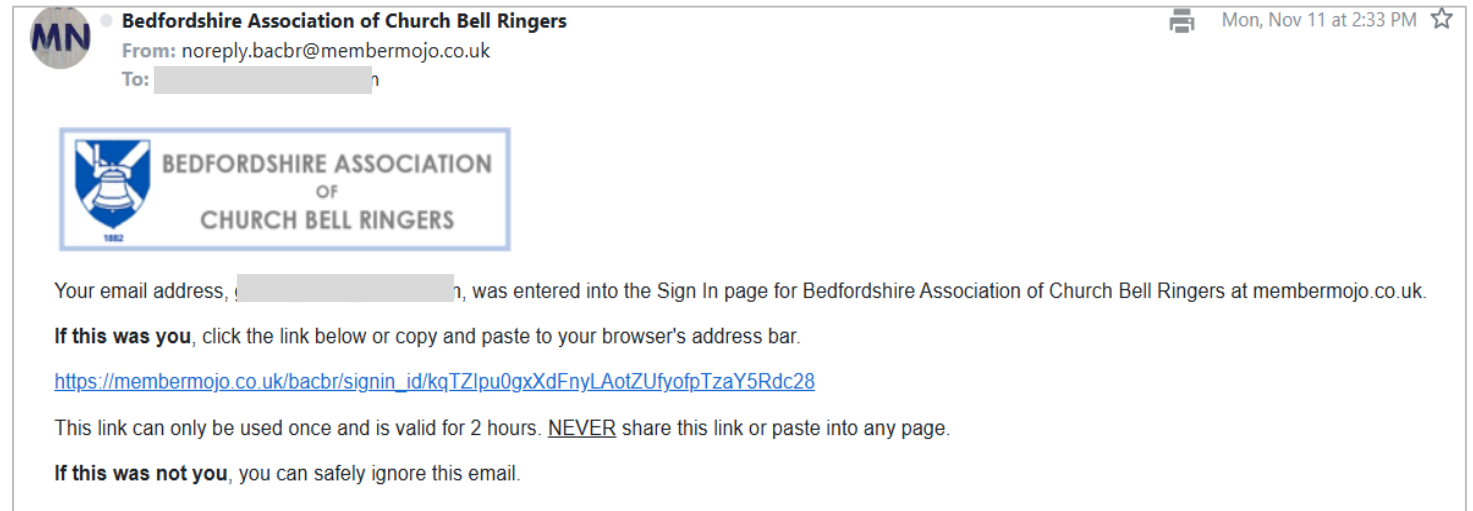 MN
Bedfordshire Association of Church Bell Ringers
Mon, Nov 11 at 2:33 PM
From: noreply.bacbr@membermojo.co.uk
To:
BEDFORDSHIRE ASSOCIATION
OF
CHURCH BELL RINGERS
1882
Your email address, , was entered into the Sign In page for Bedfordshire Association of Church Bell Ringers at membermojo.co.uk.
If this was you, click the link below or copy and paste to your browser's address bar.
https://membermojo.co.uk/bacbr/signin_id/kqTZIpu0gxXdFnyLAotZUfyofpTzaY5Rdc28
This link can only be used once and is valid for 2 hours. NEVER share this link or paste into any page.
If this was not you, you can safely ignore this email.